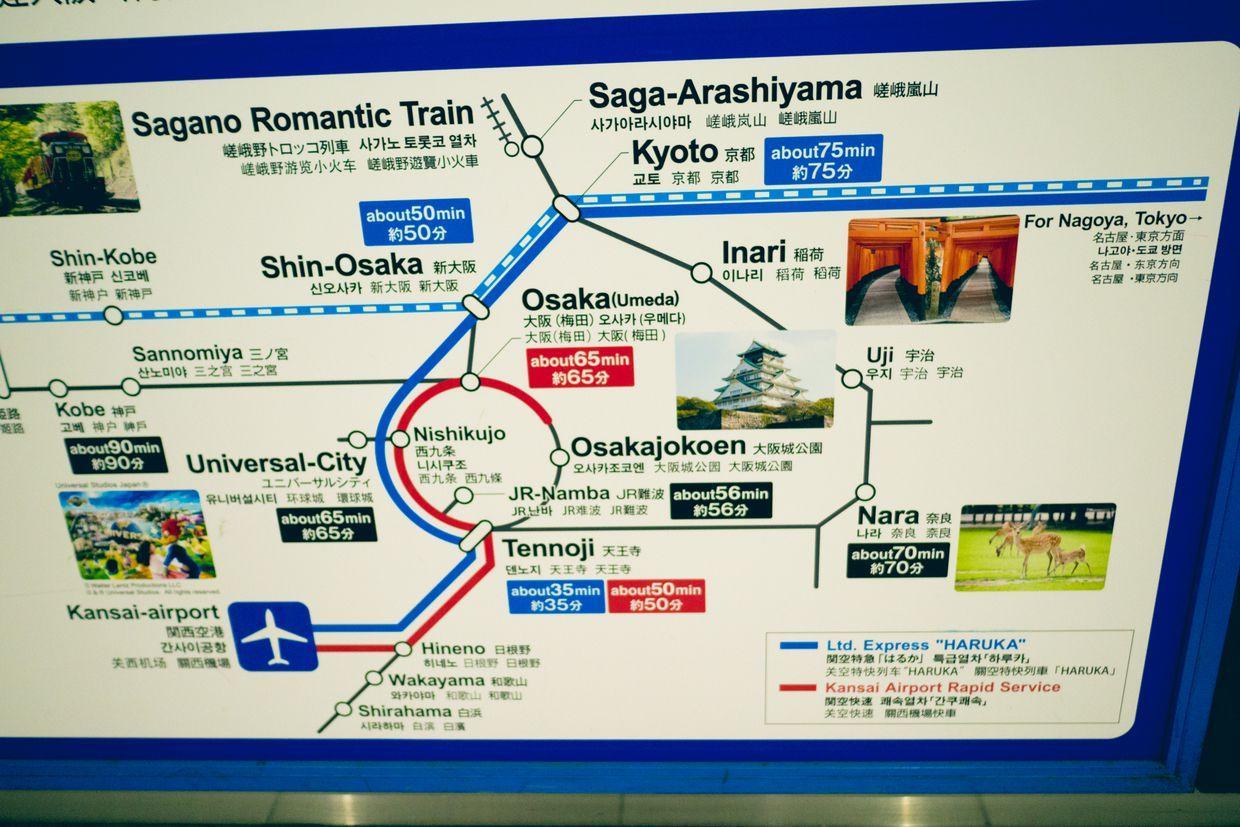 Sagano Romantic Train
嵯峨野トロッコ列車 사가노 토롯코 열차
嵯峨野游览小火车 嵯峨野遊覽小火車
Saga-Arashiyama 嵯峨嵐山
사가아라시야마 嵯峨岚山 嵯峨嵐山
Kyoto 京都
교토 京都 京都
about75min
約75分
about50min
約50分
For Nagoya, Tokyo→
名古屋・東京方面
나고야·도쿄 방면
名古屋・东京方向
名古屋・東京方向
Shin-Kobe
新神戸 신코베
新神户 新神戸
Shin-Osaka 新大阪
신오사카 新大阪 新大阪
Inari 稲荷
이나리 稲荷 稲荷
Osaka(Umeda)
大阪(梅田) 오사카(우메다)
大阪(梅田) 大阪(梅田)
about65min
約65分
Sannomiya 三ノ宮
산노미야 三之宫 三之宮
Uji 宇治
우지 宇治 宇治
姫路
姬路
Kobe 神戸
고베 神户 神戸
about90min
約90分
Nishikujo
西九条
니시쿠조
西九条 西九條
Osakajokoen 大阪城公園
오사카조코엔 大阪城公园 大阪城公園
Universal-City
ユニバーサルシティ
유니버설시티 环球城 環球城
about65min
約65分
Universal Studios Japan®
JR-Namba JR難波
JR난바 JR难波 JR難波
about56min
約56分
Nara 奈良
나라 奈良 奈良
about70min
約70分
Tennoji 天王寺
덴노지 天王寺 天王寺
about35min
約35分
about50min
約50分
© Walter Lantz Productions LLC
© & ® Universal Studios. All rights reserved.
Kansai-airport
関西空港
간사이공항
关西机场 關西機場
Hineno 日根野
히네노 日根野 日根野
Wakayama 和歌山
와카야마 和歌山 和歌山
Shirahama 白浜
시라하마 白滨 白濱
Ltd. Express "HARUKA"
関空特急「はるか」 특급열차「하루카」
关空特快列车"HARUKA" 關空特快列車「HARUKA」
Kansai Airport Rapid Service
関空快速 쾌속열차「간쿠쾌속」
关空快速 關西機場快車